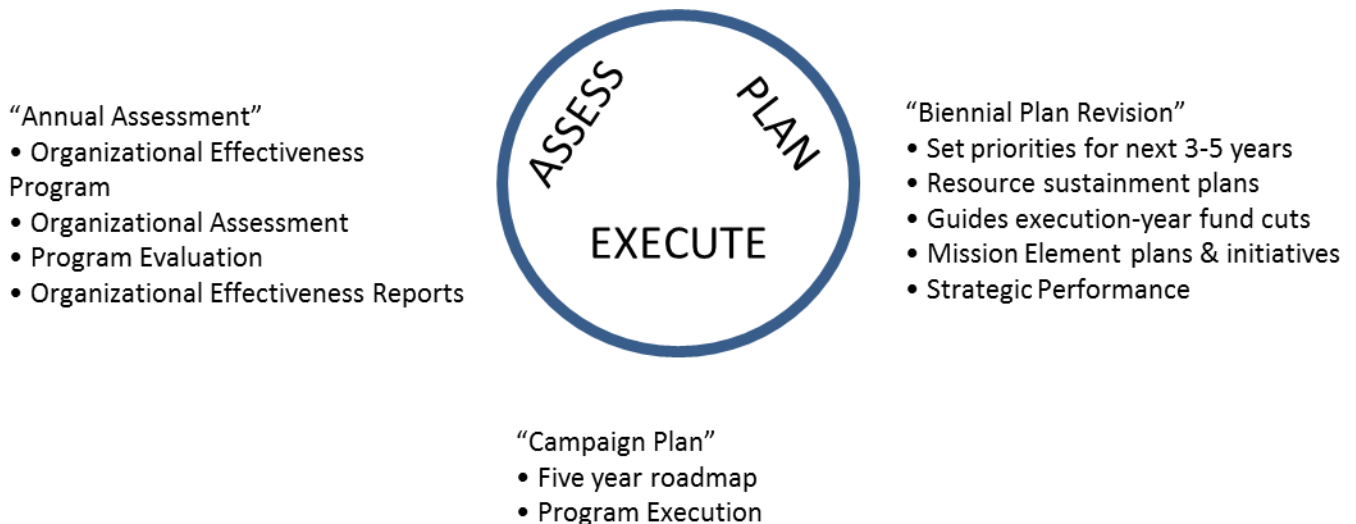 “Annual Assessment”
• Organizational Effectiveness
Program
• Organizational Assessment
• Program Evaluation
• Organizational Effectiveness Reports
ASSESS
PLAN
EXECUTE
“Biennial Plan Revision”
• Set priorities for next 3-5 years
• Resource sustainment plans
• Guides execution-year fund cuts
• Mission Element plans & initiatives
• Strategic Performance
“Campaign Plan”
• Five year roadmap
• Program Execution